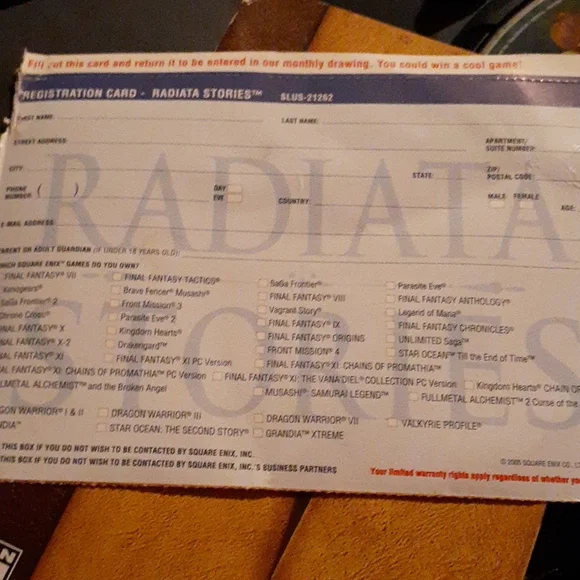 Fill out this card and return it to be entered in our monthly drawing. You could win a cool game!
REGISTRATION CARD - RADIATA STORIES™ SLUS-21262
FIRST NAME: LAST NAME:
STREET ADDRESS: APARTMENT/
SUITE NUMBER:
CITY: STATE: ZIP/
POSTAL CODE:
PHONE
NUMBER: ( ) DAY
EVE COUNTRY: MALE FEMALE AGE:
E-MAIL ADDRESS:
RADIATA
STORIES
PARENT OR ADULT GUARDIAN (IF UNDER 18 YEARS OLD):
WHICH SQUARE ENIX™ GAMES DO YOU OWN?
FINAL FANTASY® VII FINAL FANTASY TACTICS® SaGa Frontier® Parasite Eve®
Xenogears® Brave Fencer® Musashi® FINAL FANTASY® VIII FINAL FANTASY ANTHOLOGY®
SaGa Frontier® 2 Front Mission® 3 Vagrant Story® Legend of Mana®
Chrono Cross® Parasite Eve® 2 FINAL FANTASY® IX FINAL FANTASY® CHRONICLES®
FINAL FANTASY® X Kingdom Hearts® FINAL FANTASY® ORIGINS UNLIMITED Saga™
FINAL FANTASY® X-2 Drakengard™ FRONT MISSION® 4 STAR OCEAN™ Till the End of Time™
AL FANTASY® XI FINAL FANTASY® XI PC Version FINAL FANTASY® XI: CHAINS OF PROMATHIA™
AL FANTASY® XI: CHAINS OF PROMATHIA™ PC Version FINAL FANTASY® XI: THE VANA'DIEL® COLLECTION PC Version Kingdom Hearts® CHAIN OF
LLMETAL ALCHEMIST™ and the Broken Angel MUSASHI®: SAMURAI LEGEND™ FULLMETAL ALCHEMIST™ 2 Curse of the
GON WARRIOR® I & II DRAGON WARRIOR® III DRAGON WARRIOR® VII VALKYRIE PROFILE®
NDIA™ STAR OCEAN: THE SECOND STORY® GRANDIA™ XTREME
THIS BOX IF YOU DO NOT WISH TO BE CONTACTED BY SQUARE ENIX, INC.
THIS BOX IF YOU DO NOT WISH TO BE CONTACTED BY SQUARE ENIX, INC.'S BUSINESS PARTNERS
© 2005 SQUARE ENIX CO., LT
Your limited warranty rights apply regardless of whether you